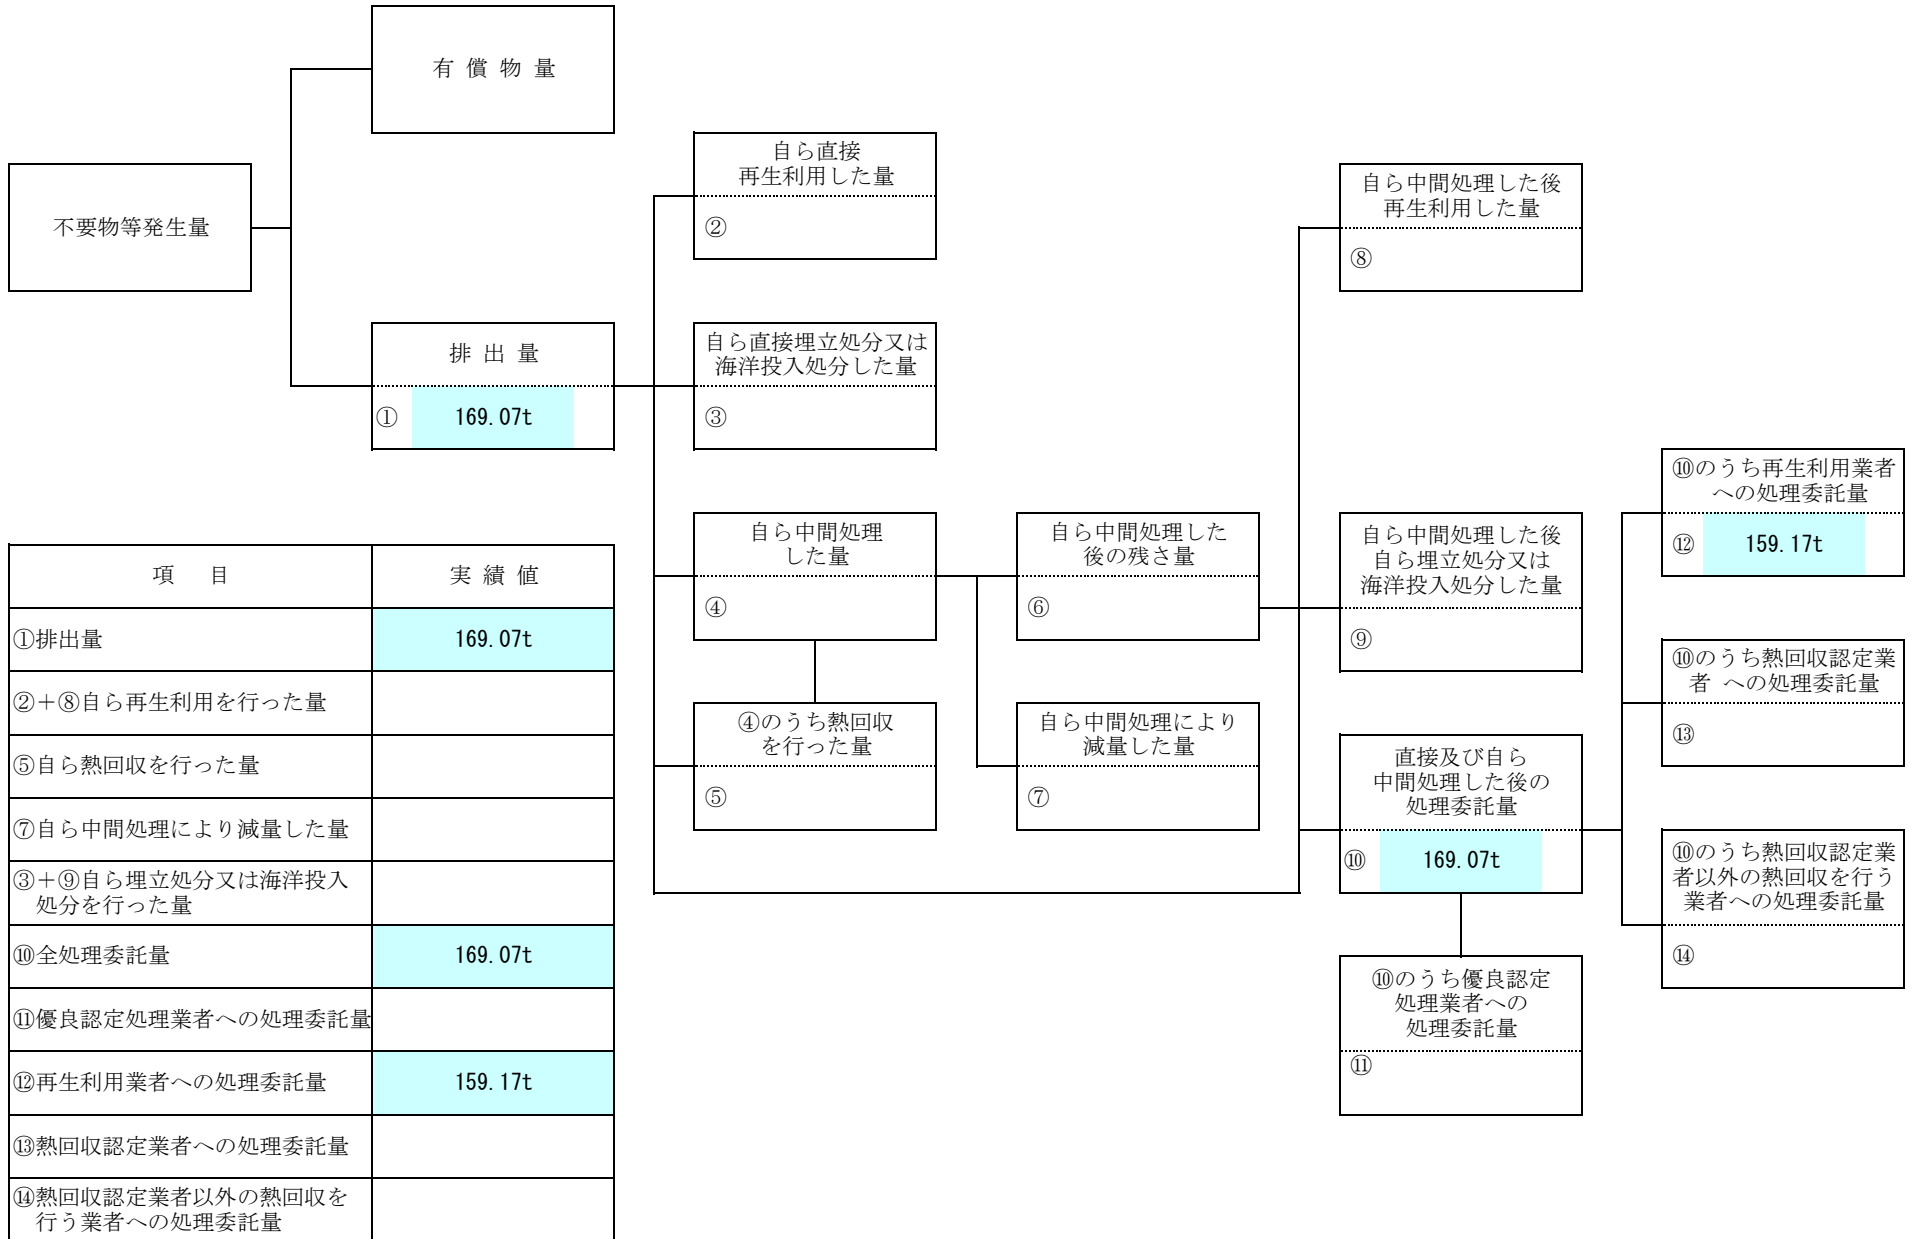 有 償 物 量
不要物等発生量
排 出 量
① 169.07t
自ら直接
再生利用した量
②
自ら直接埋立処分又は
海洋投入処分した量
③
自ら中間処理
した量
④
④のうち熱回収
を行った量
⑤
自ら中間処理した
後の残さ量
⑥
自ら中間処理により
減量した量
⑦
自ら中間処理した後
再生利用した量
⑧
自ら中間処理した後
自ら埋立処分又は
海洋投入処分した量
⑨
直接及び自ら
中間処理した後の
処理委託量
⑩ 169.07t
⑩のうち優良認定
処理業者への
処理委託量
⑪
⑩のうち再生利用業者
への処理委託量
⑫ 159.17t
⑩のうち熱回収認定業
者 への処理委託量
⑬
⑩のうち熱回収認定業
者以外の熱回収を行う
業者への処理委託量
⑭
項 目 実 績 値
①排出量 169.07t
②＋⑧自ら再生利用を行った量
⑤自ら熱回収を行った量
⑦自ら中間処理により減量した量
③＋⑨自ら埋立処分又は海洋投入
処分を行った量
⑩全処理委託量 169.07t
⑪優良認定処理業者への処理委託量
⑫再生利用業者への処理委託量 159.17t
⑬熱回収認定業者への処理委託量
⑭熱回収認定業者以外の熱回収を
行う業者への処理委託量